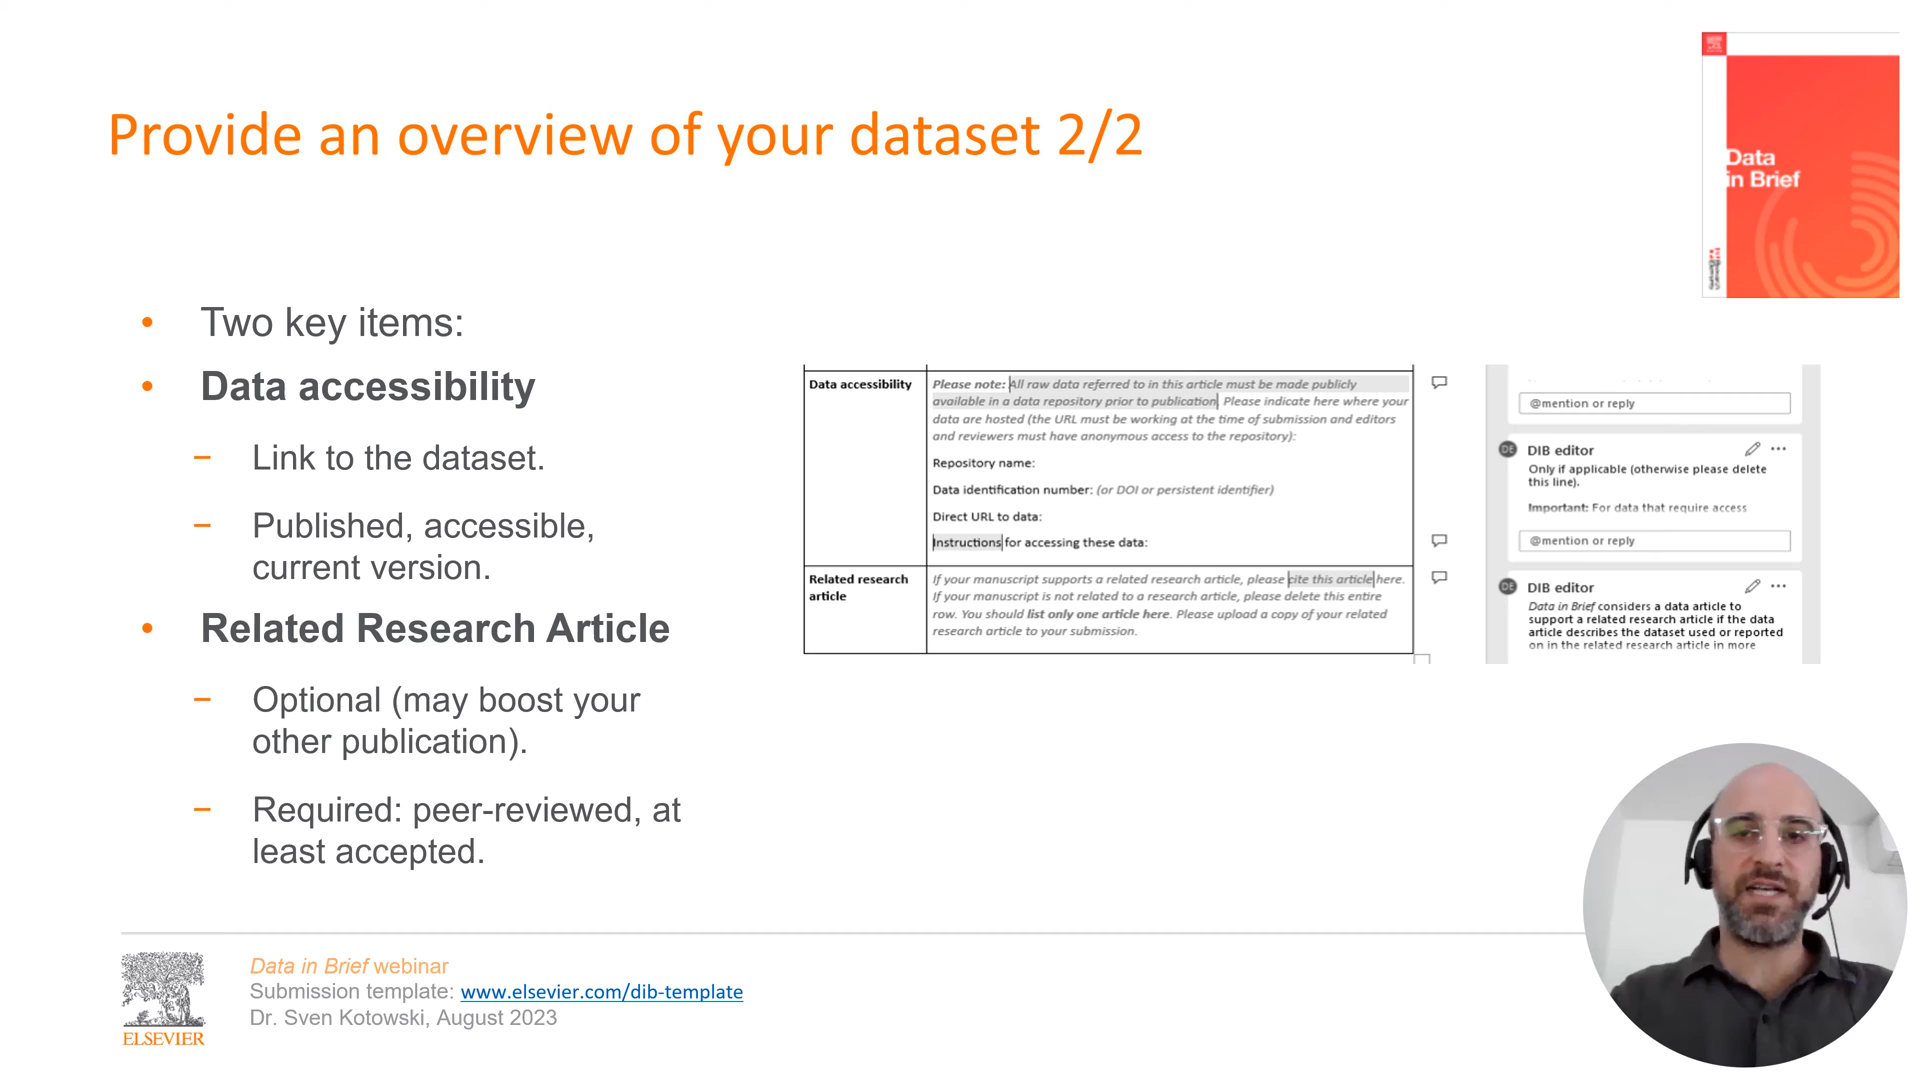 Provide an overview of your dataset 2/2
Data
in Brief
• Two key items:
• Data accessibility
– Link to the dataset.
– Published, accessible,
current version.
• Related Research Article
– Optional (may boost your
other publication).
– Required: peer-reviewed, at
least accepted.
Data accessibility
Please note: All raw data referred to in this article must be made publicly
available in a data repository prior to publication. Please indicate here where your
data are hosted (the URL must be working at the time of submission and editors
and reviewers must have anonymous access to the repository):
Repository name:
Data identification number: (or DOI or persistent identifier)
Direct URL to data:
Instructions for accessing these data:
Related research
article
If your manuscript supports a related research article, please cite this article here.
If your manuscript is not related to a research article, please delete this entire
row. You should list only one article here. Please upload a copy of your related
research article to your submission.
@mention or reply
DE DIB editor
Only if applicable (otherwise please delete
this line).
Important: For data that require access
@mention or reply
DE DIB editor
Data in Brief considers a data article to
support a related research article if the data
article describes the dataset used or reported
on in the related research article in more
ELSEVIER
Data in Brief webinar
Submission template: www.elsevier.com/dib-template
Dr. Sven Kotowski, August 2023